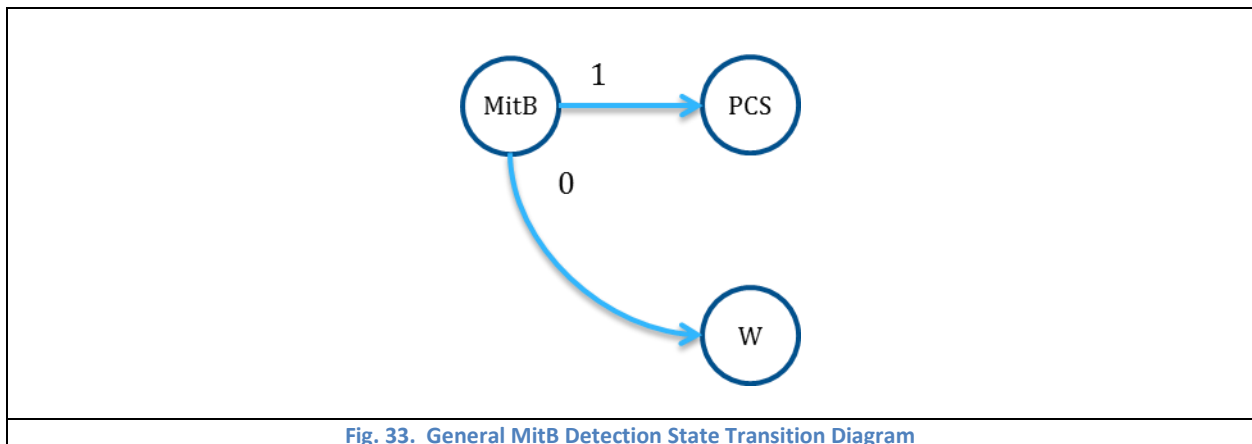 1
MitB
PCS
0
W
Fig. 33. General MitB Detection State Transition Diagram